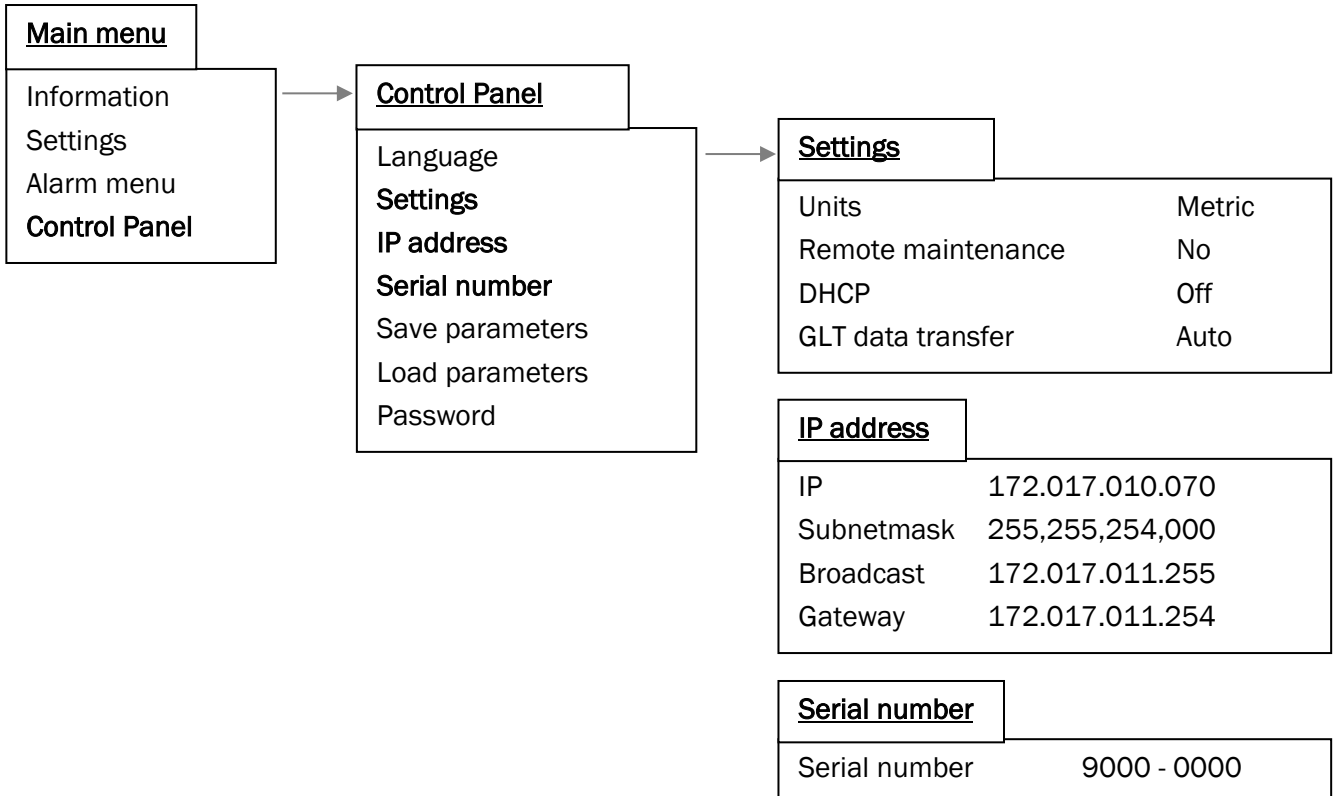 Main menu
Information
Settings
Alarm menu
Control Panel
Control Panel
Language
Settings
IP address
Serial number
Save parameters
Load parameters
Password
Settings
Units Metric
Remote maintenance No
DHCP Off
GLT data transfer Auto
IP address
IP 172.017.010.070
Subnetmask 255,255,254,000
Broadcast 172.017.011.255
Gateway 172.017.011.254
Serial number
Serial number 9000 - 0000